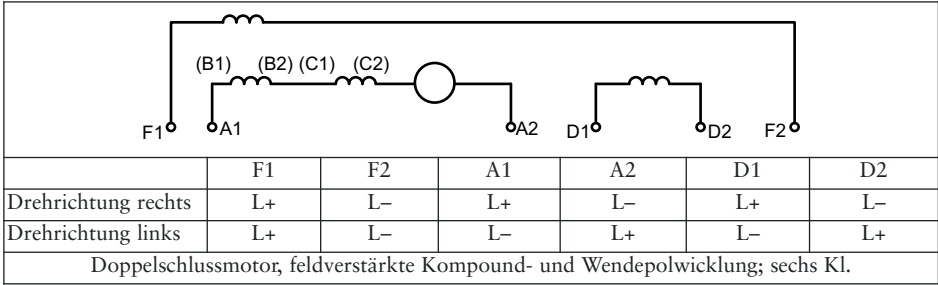 (B1) (B2) (C1) (C2)
F1 A1 A2 D1 D2 F2
F1 F2 A1 A2 D1 D2
Drehrichtung rechts L+ L– L+ L– L+ L–
Drehrichtung links L+ L– L– L+ L– L+
Doppelschlussmotor, feldverstärkte Kompound- und Wendepolwicklung; sechs Kl.